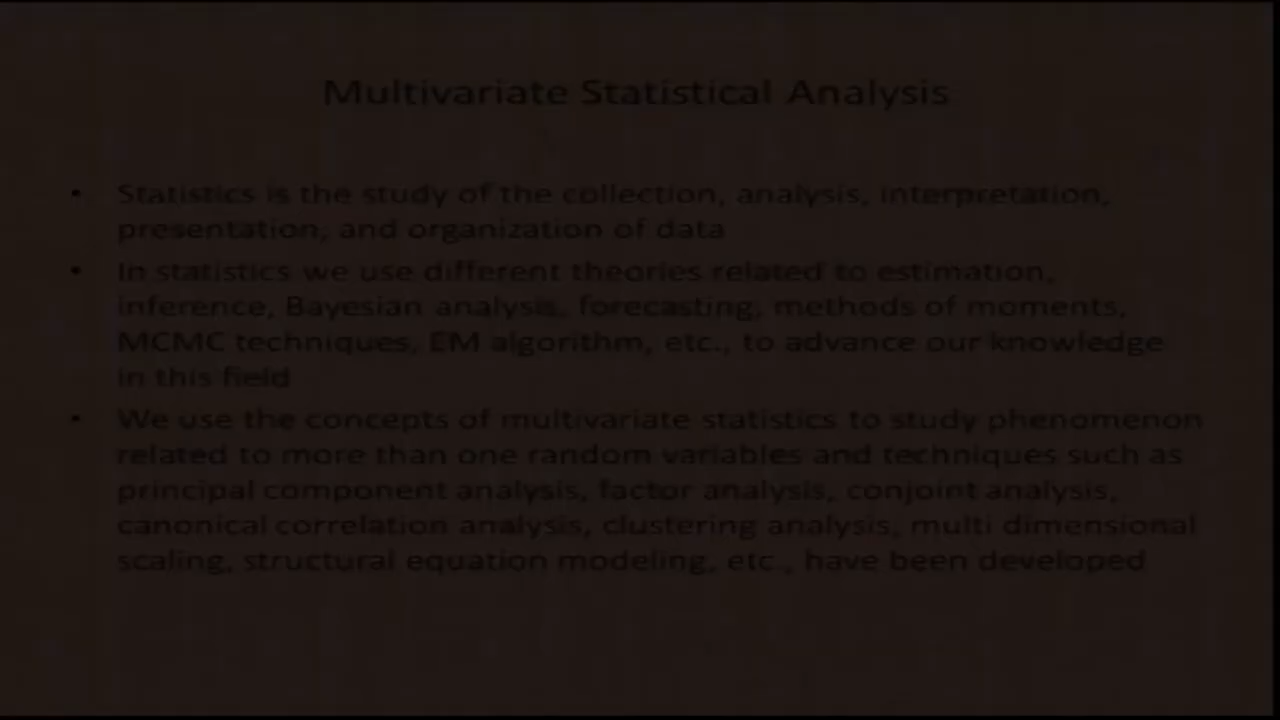 Multivariate Statistical Analysis
• Statistics is the study of the collection, analysis, interpretation,
presentation, and organization of data
• In statistics we use different theories related to estimation,
inference, Bayesian analysis, forecasting, methods of moments,
MCMC techniques, EM algorithm, etc., to advance our knowledge
in this field
• We use the concepts of multivariate statistics to study phenomenon
related to more than one random variables and techniques such as
principal component analysis, factor analysis, conjoint analysis,
canonical correlation analysis, clustering analysis, multi dimensional
scaling, structural equation modeling, etc., have been developed